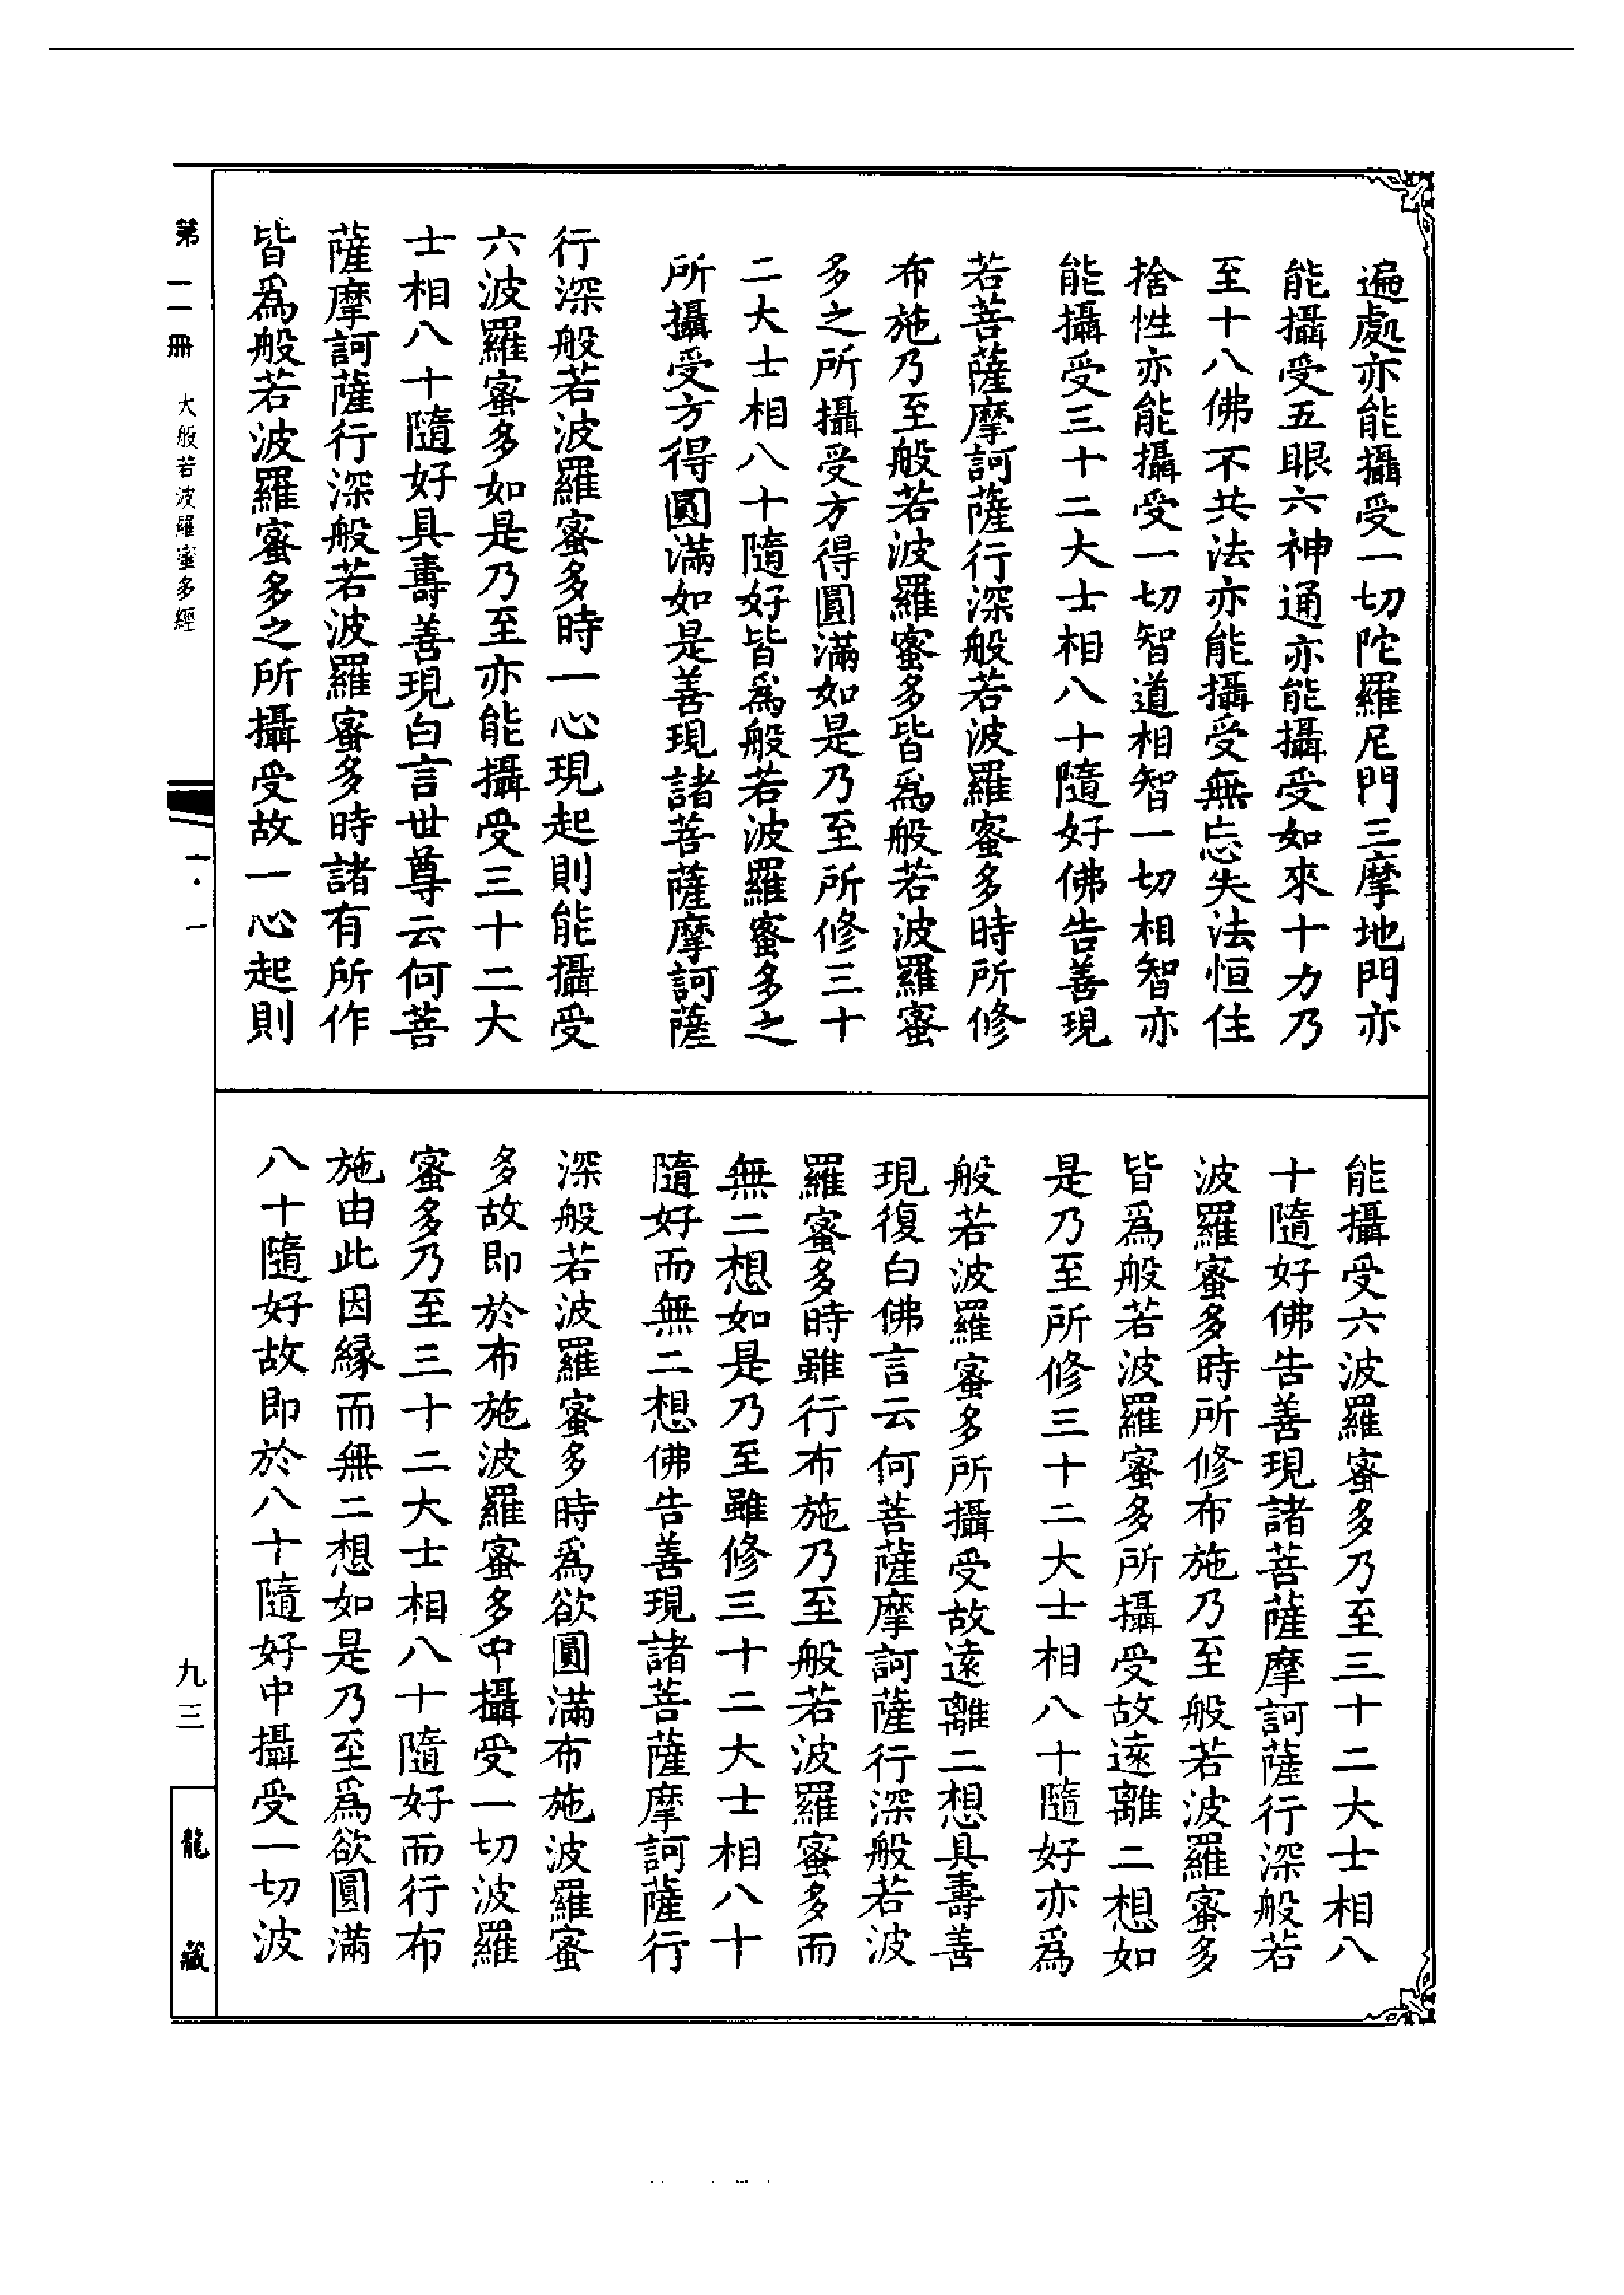 遍處亦能攝受一切陀羅尼門三摩地門亦
能攝受五眼六神通亦能攝受如來十力乃
至十八佛不共法亦能攝受無忘失法恒住
捨性亦能攝受一切智道相智一切相智亦
能攝受三十二大士相八十隨好佛告善現
若菩薩摩訶薩行深般若波羅蜜多時所修
布施乃至般若波羅蜜多皆爲般若波羅蜜
多之所攝受方得圓滿如是乃至所修三十
二大士相八十隨好皆爲般若波羅蜜多之
所攝受方得圓滿如是善現諸菩薩摩訶薩
行深般若波羅蜜多時一心現起則能攝受
六波羅蜜多如是乃至亦能攝受三十二大
士相八十隨好具壽善現白言世尊云何菩
薩摩訶薩行深般若波羅蜜多時諸有所作
皆爲般若波羅蜜多之所攝受故一心起則
能攝受六波羅蜜多乃至三十二大士相八
十隨好佛告善現諸菩薩摩訶薩行深般若
波羅蜜多時所修布施乃至般若波羅蜜多
皆爲般若波羅蜜多所攝受故遠離二想如
是乃至所修三十二大士相八十隨好亦爲
般若波羅蜜多所攝受故遠離二想具壽善
現復白佛言云何菩薩摩訶薩行深般若波
羅蜜多時雖行布施乃至般若波羅蜜多而
無二想如是乃至雖修三十二大士相八十
隨好而無二想佛告善現諸菩薩摩訶薩行
深般若波羅蜜多時爲欲圓滿布施波羅蜜
多故即於布施波羅蜜多中攝受一切波羅
蜜多乃至三十二大士相八十隨好而行布
施由此因緣而無二想如是乃至爲欲圓滿
八十隨好故即於八十隨好中攝受一切波
第一一冊 大般若波羅蜜多經 一·一 九三 龍藏